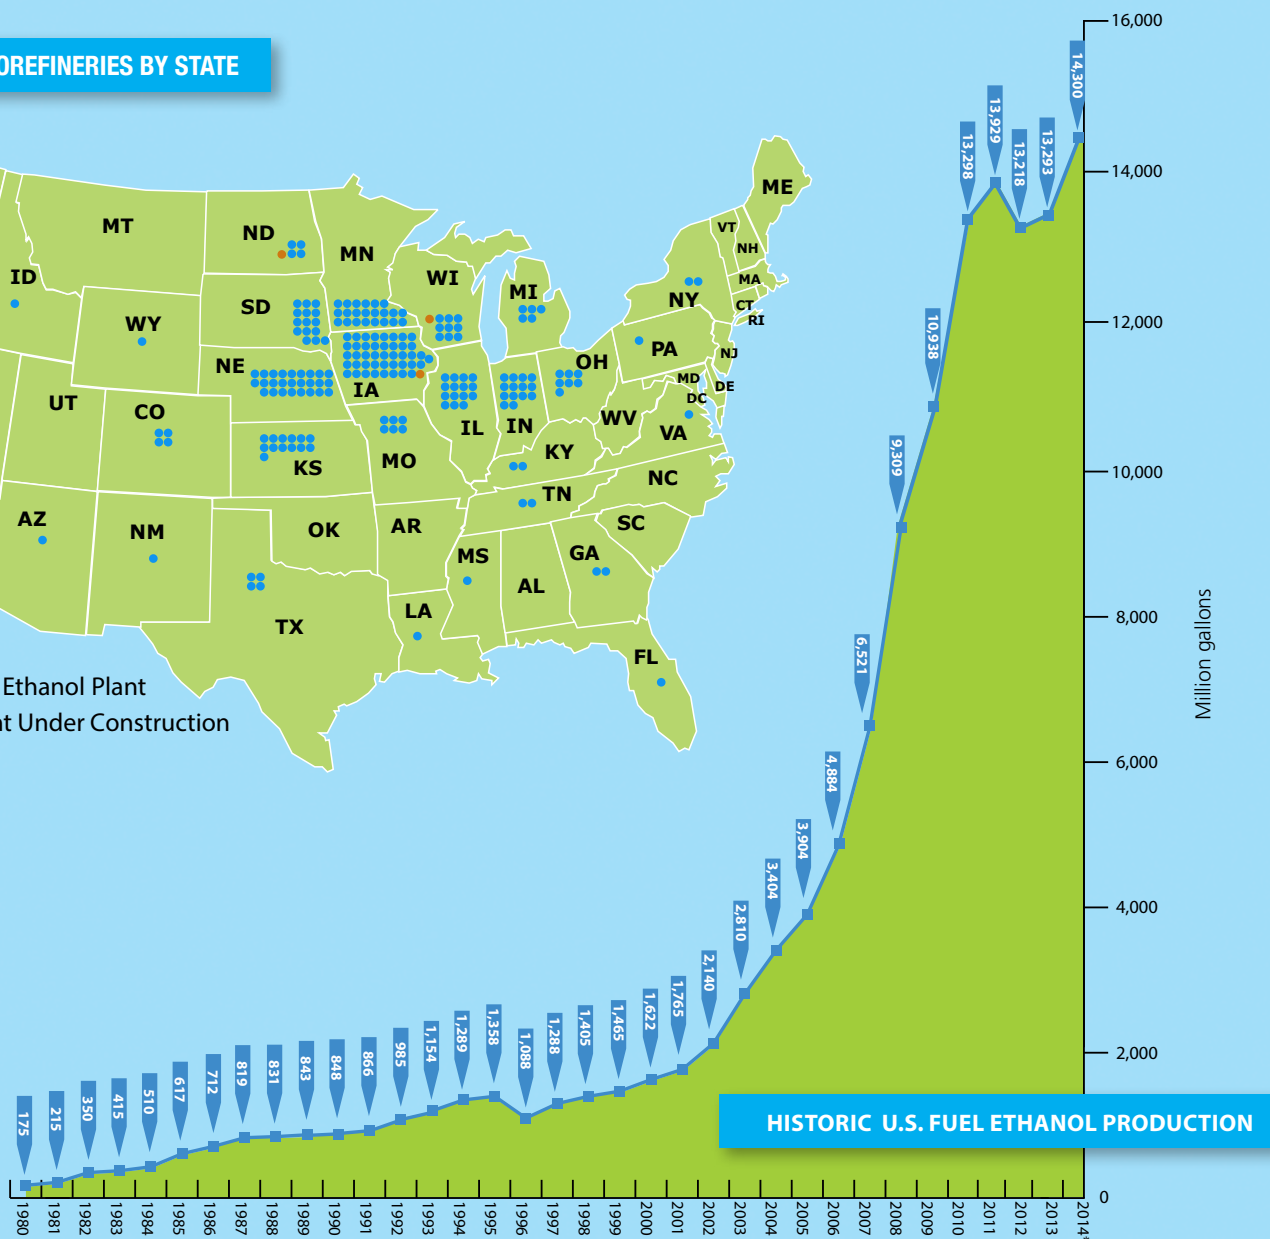 OREFINERIES BY STATE
ME
MT
ND
MN
VT
NH
ID
WI
MI
MA
NY
CT
RI
SD
WY
NE
IA
OH
PA
NJ
MD
DE
DC
UT
CO
IL
IN
WV
VA
KS
MO
KY
NC
TN
AZ
NM
OK
AR
SC
MS
GA
AL
LA
TX
FL
Ethanol Plant
t Under Construction
16,000
14,000
12,000
10,000
8,000
6,000
4,000
2,000
0
Million gallons
175
215
350
415
510
617
712
819
831
843
848
866
985
1,154
1,289
1,358
1,088
1,288
1,405
1,465
1,622
1,765
2,140
2,810
3,404
3,904
4,884
6,521
9,309
10,938
13,298
13,929
13,218
13,293
14,300
HISTORIC U.S. FUEL ETHANOL PRODUCTION
1980
1981
1982
1983
1984
1985
1986
1987
1988
1989
1990
1991
1992
1993
1994
1995
1996
1997
1998
1999
2000
2001
2002
2003
2004
2005
2006
2007
2008
2009
2010
2011
2012
2013
2014*